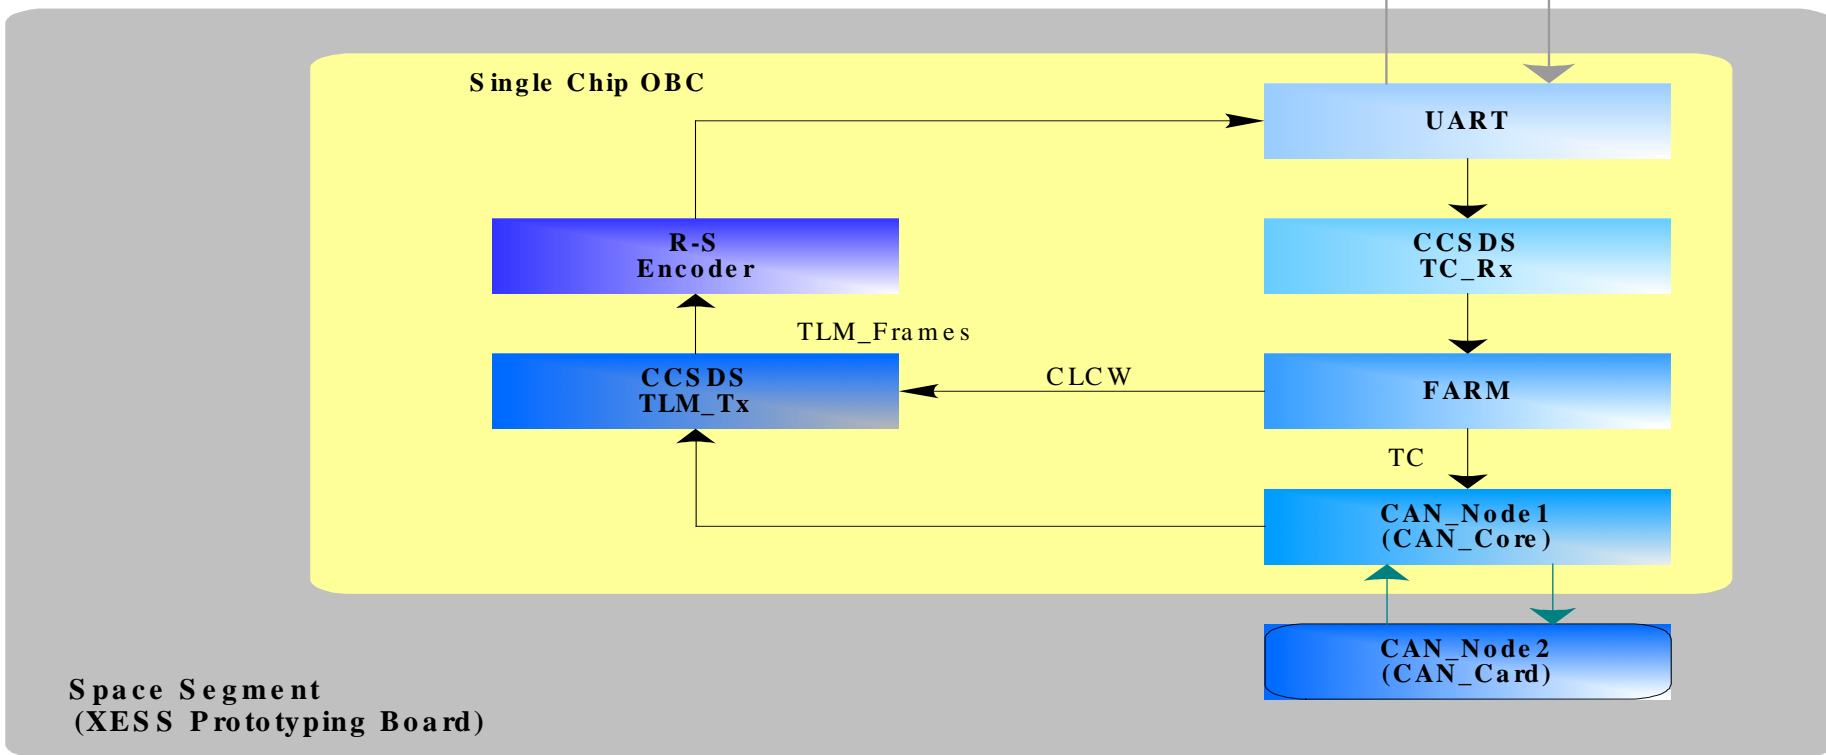 Single Chip OBC
UART
R-S
Encoder
CCSDS
TC_Rx
TLM_Frames
CCSDS
TLM_Tx
CLCW
FARM
TC
CAN_Node1
(CAN_Core)
CAN_Node2
(CAN_Card)
Space Segment
(XESS Prototyping Board)